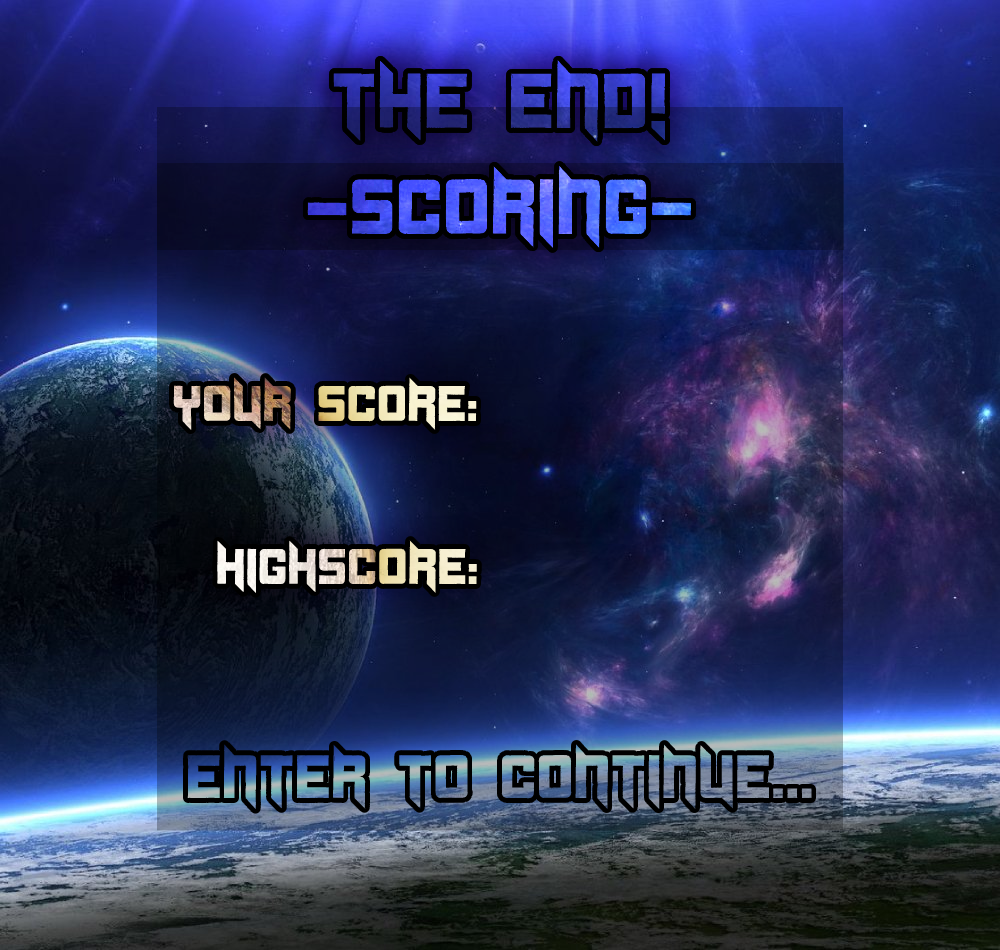 THE END!
-SCORING-
YOUR SCORE:
HIGHSCORE:
ENTER TO CONTINUE...